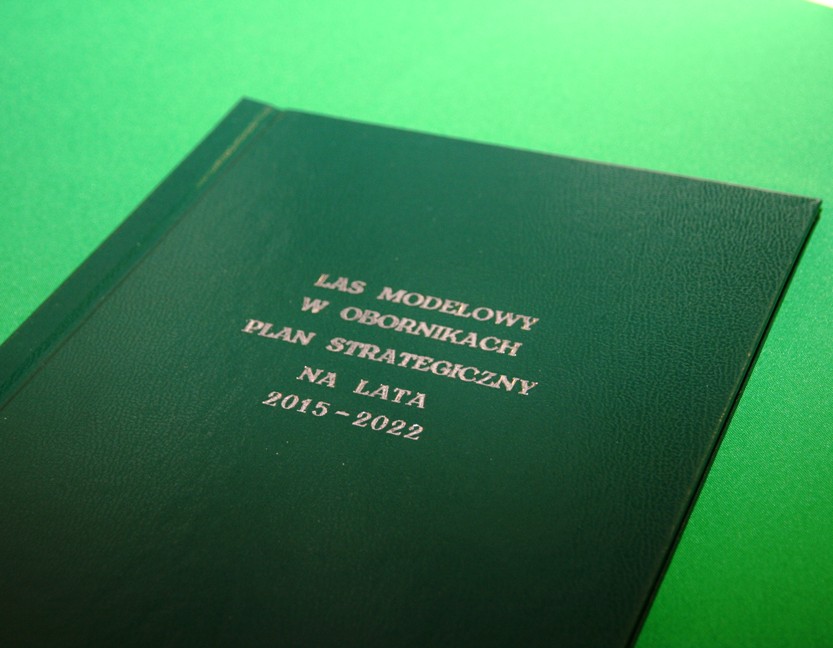 LAS MODELOWY
W OBORNIKACH
PLAN STRATEGICZNY
NA LATA
2015-2022